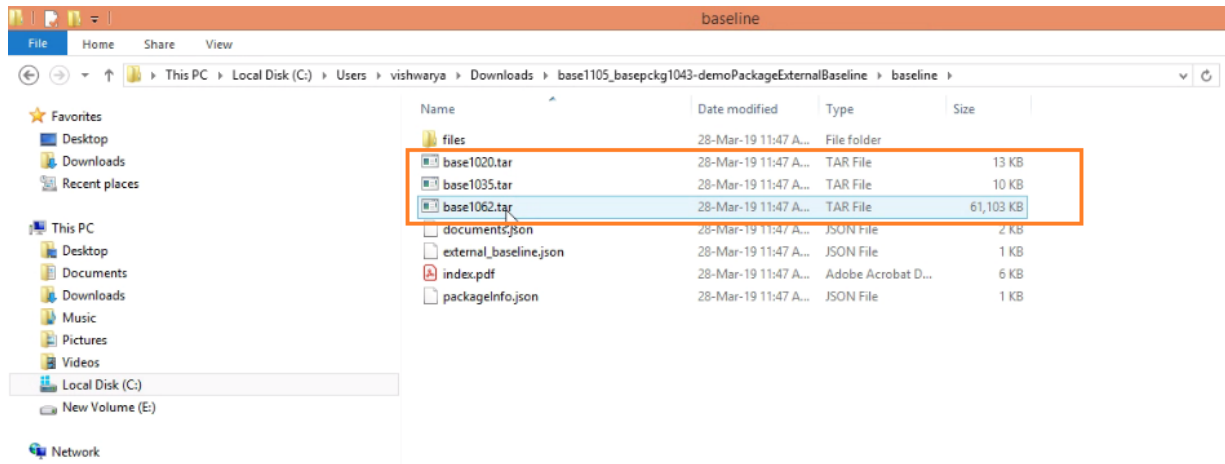 baseline
File Home Share View
This PC Local Disk (C:) Users vishwarya Downloads base1105_basepckg1043-demoPackageExternalBaseline baseline
Favorites
Desktop
Downloads
Recent places
This PC
Desktop
Documents
Downloads
Music
Pictures
Videos
Local Disk (C:)
New Volume (E:)
Network
Name Date modified Type Size
files 28-Mar-19 11:47 A... File folder
base1020.tar 28-Mar-19 11:47 A... TAR File 13 KB
base1035.tar 28-Mar-19 11:47 A... TAR File 10 KB
base1062.tar 28-Mar-19 11:47 A... TAR File 61,103 KB
documents.json 28-Mar-19 11:47 A... JSON File 2 KB
external_baseline.json 28-Mar-19 11:47 A... JSON File 1 KB
index.pdf 28-Mar-19 11:47 A... Adobe Acrobat D... 6 KB
packageInfo.json 28-Mar-19 11:47 A... JSON File 1 KB